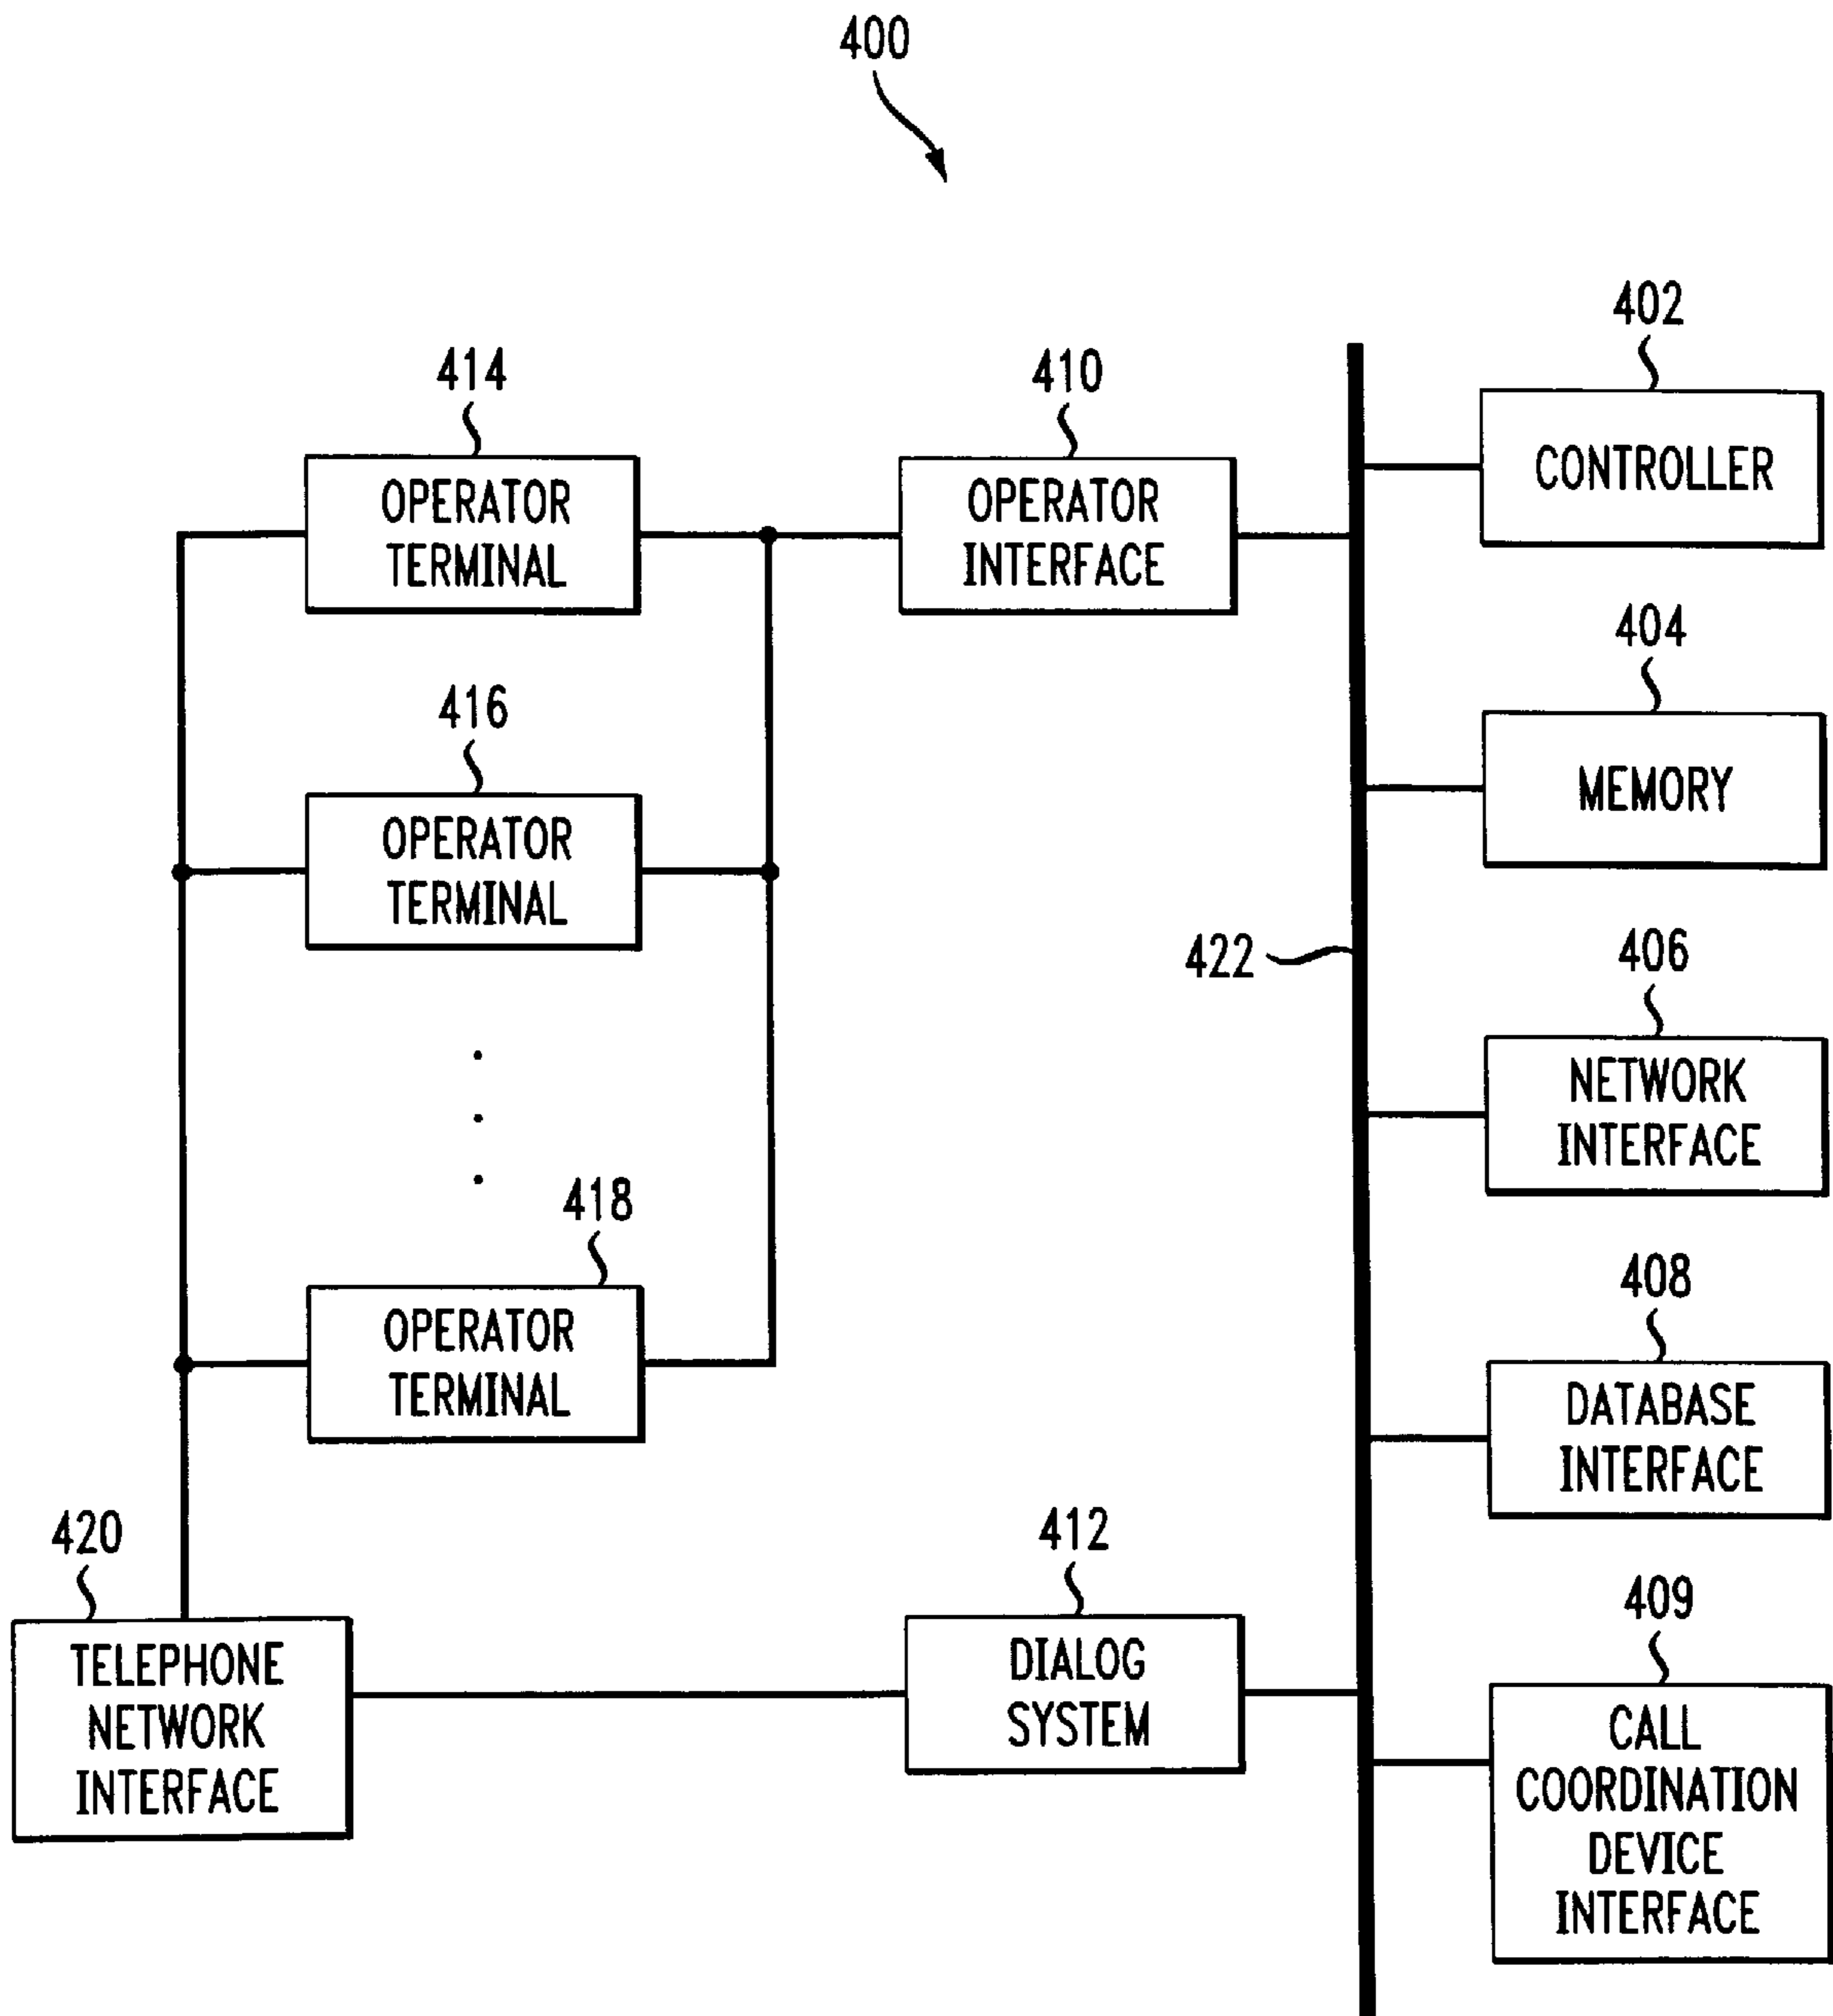 400
402
CONTROLLER
414
OPERATOR
TERMINAL
410
OPERATOR
INTERFACE
404
MEMORY
416
OPERATOR
TERMINAL
422
406
NETWORK
INTERFACE
418
OPERATOR
TERMINAL
408
DATABASE
INTERFACE
420
TELEPHONE
NETWORK
INTERFACE
412
DIALOG
SYSTEM
409
CALL
COORDINATION
DEVICE
INTERFACE